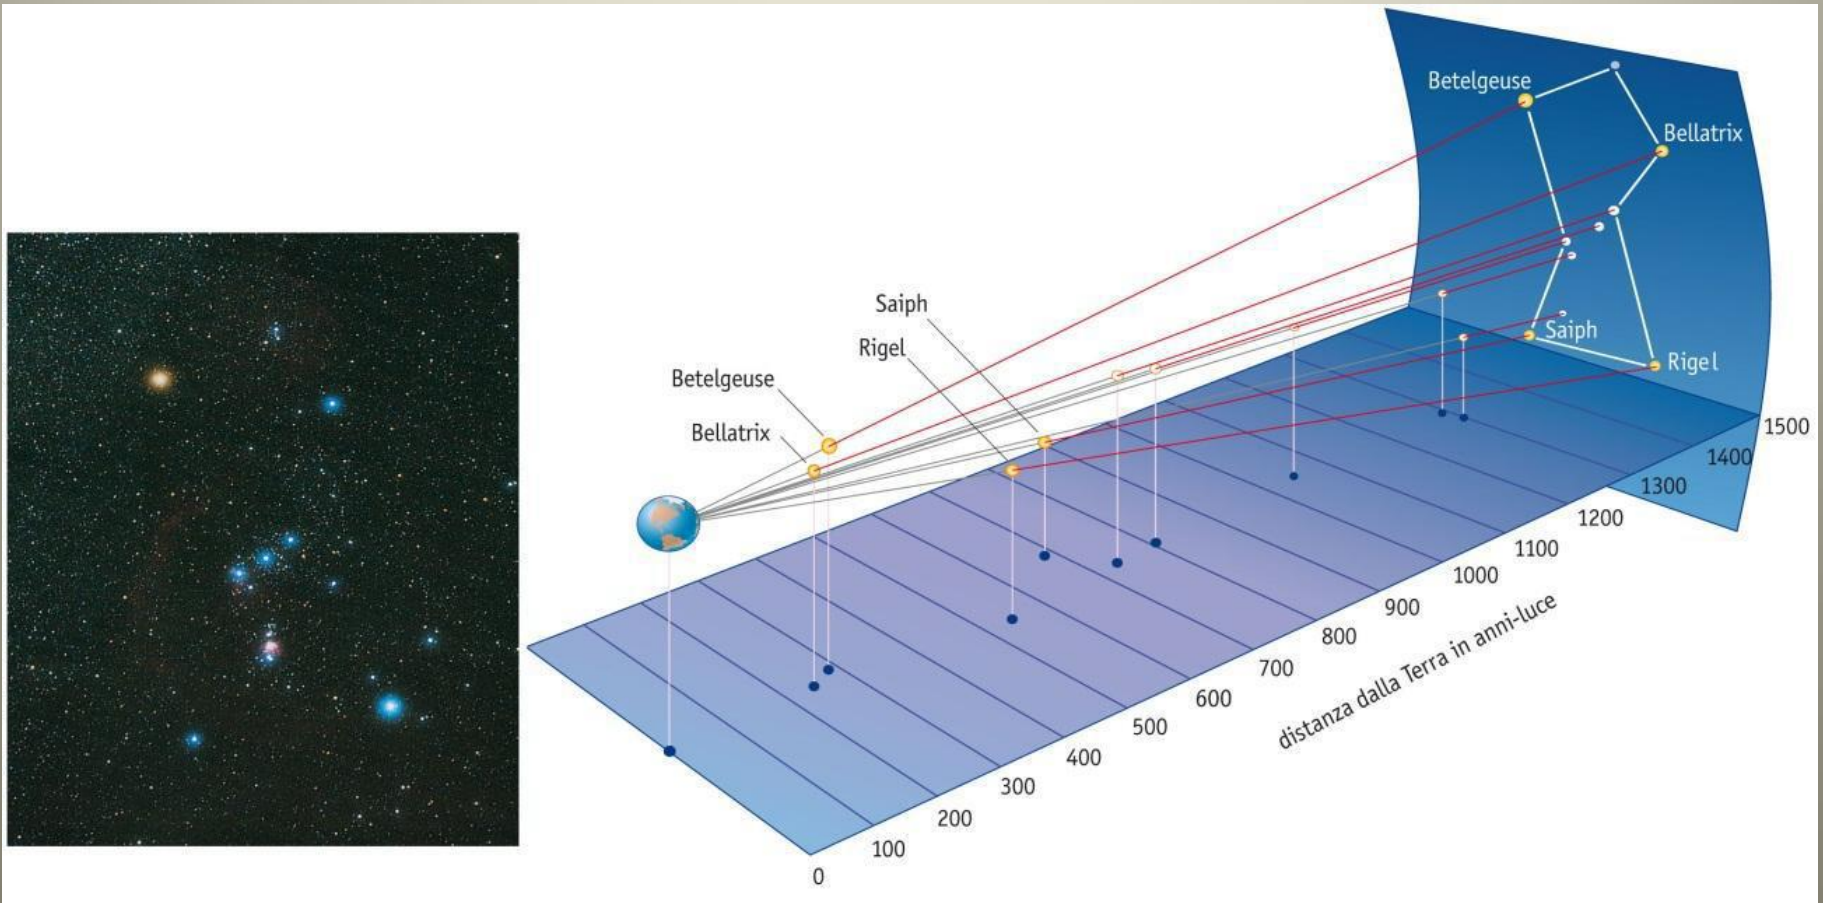 Betelgeuse
Bellatrix
Saiph
Rigel
Saiph
Rigel
Betelgeuse
Bellatrix
0
100
200
300
400
500
600
700
800
900
1000
1100
1200
1300
1400
1500
distanza dalla Terra in anni-luce